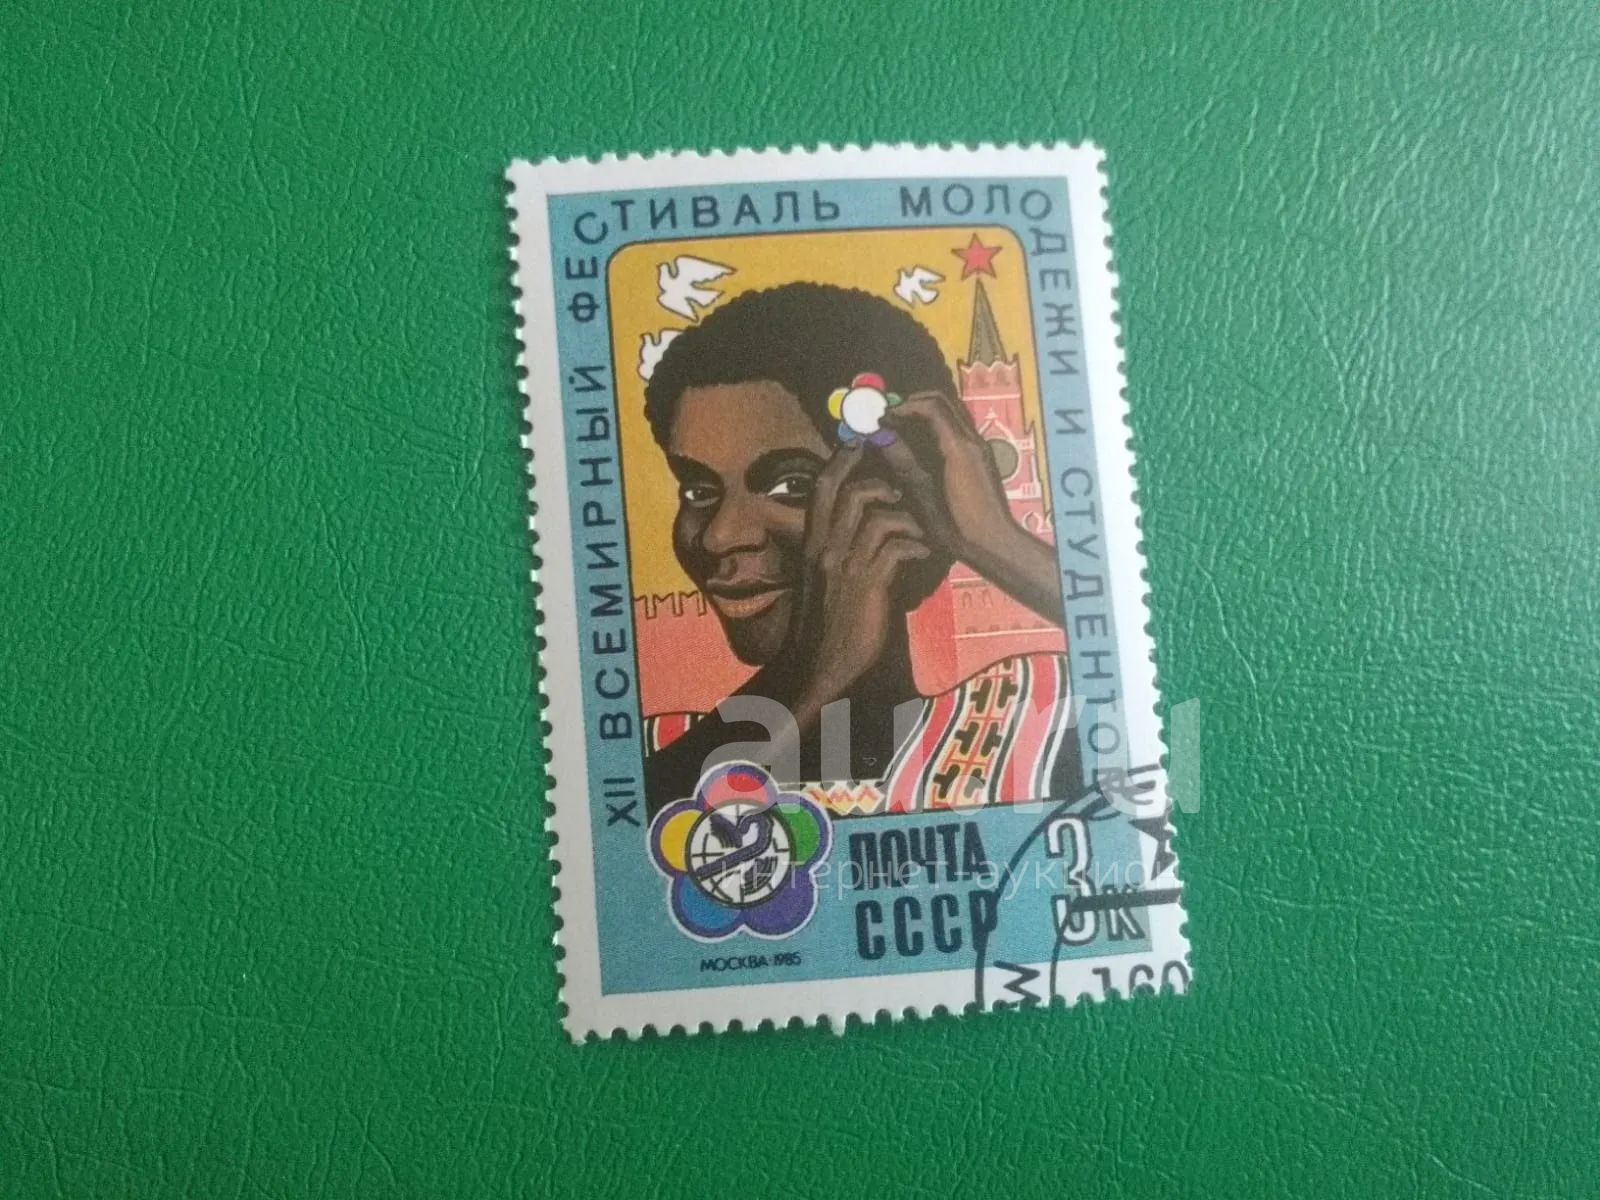 XII ВСЕМИРНЫЙ ФЕСТИВАЛЬ МОЛОДЕЖИ И СТУДЕНТОВ
ПОЧТА
СССР
3К
МОСКВА 1985
160
au.ru
интернет-аукцион